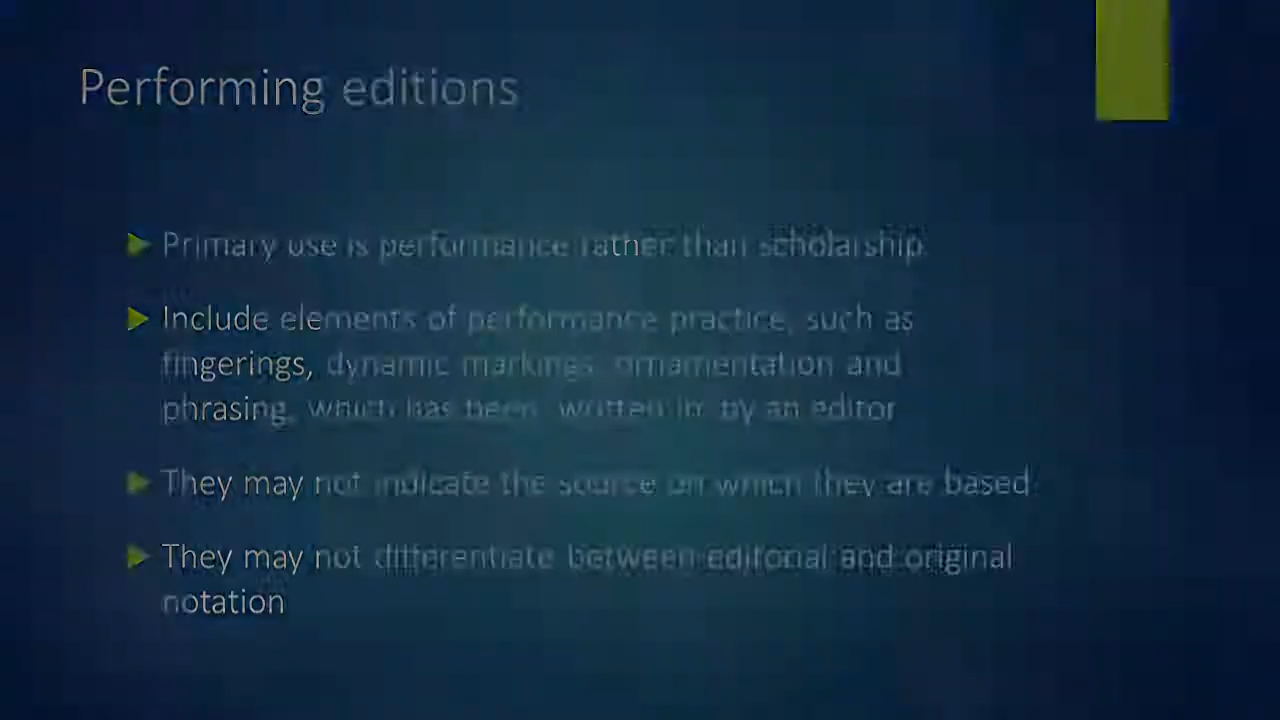 Performing editions
Primary use is performance rather than scholarship
Include elements of performance practice, such as
fingerings, dynamic markings, ornamentation and
phrasing, which has been written in by an editor
They may not indicate the source on which they are based
They may not differentiate between editorial and original
notation